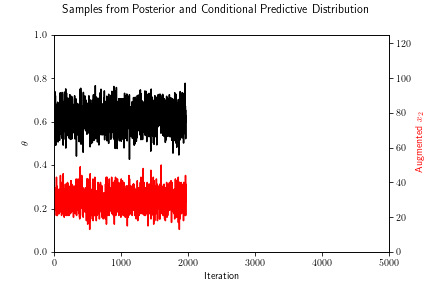 Samples from Posterior and Conditional Predictive Distribution
1.0
0.8
0.6
0.4
0.2
0.0
θ
120
100
80
60
40
20
0
Augmented x₂
0 1000 2000 3000 4000 5000
Iteration